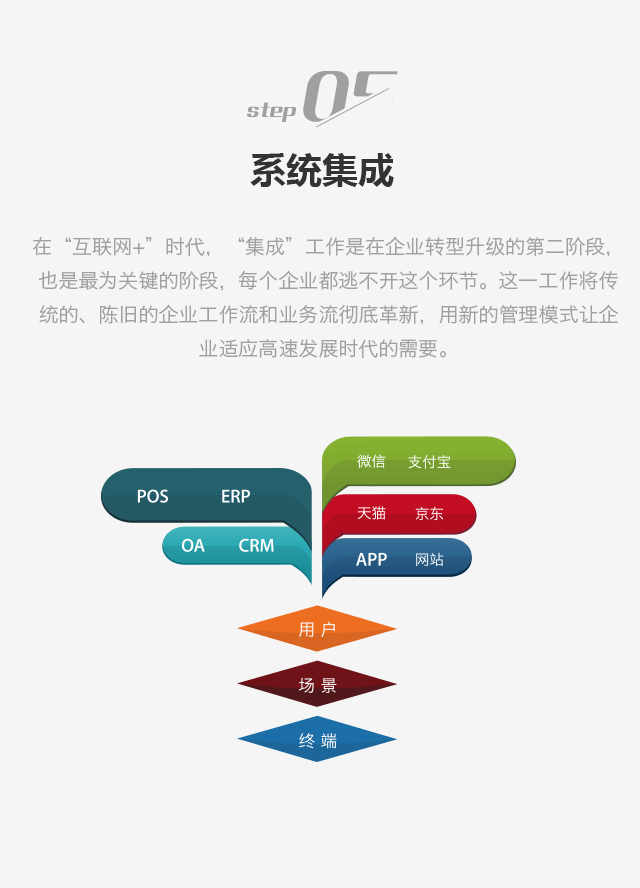 step 05
系统集成
在“互联网+”时代，“集成”工作是在企业转型升级的第二阶段，
也是最为关键的阶段，每个企业都逃不开这个环节。这一工作将传
统的、陈旧的企业工作流和业务流彻底革新，用新的管理模式让企
业适应高速发展时代的需要。
微信 支付宝
POS ERP
天猫 京东
OA CRM
APP 网站
用户
场景
终端